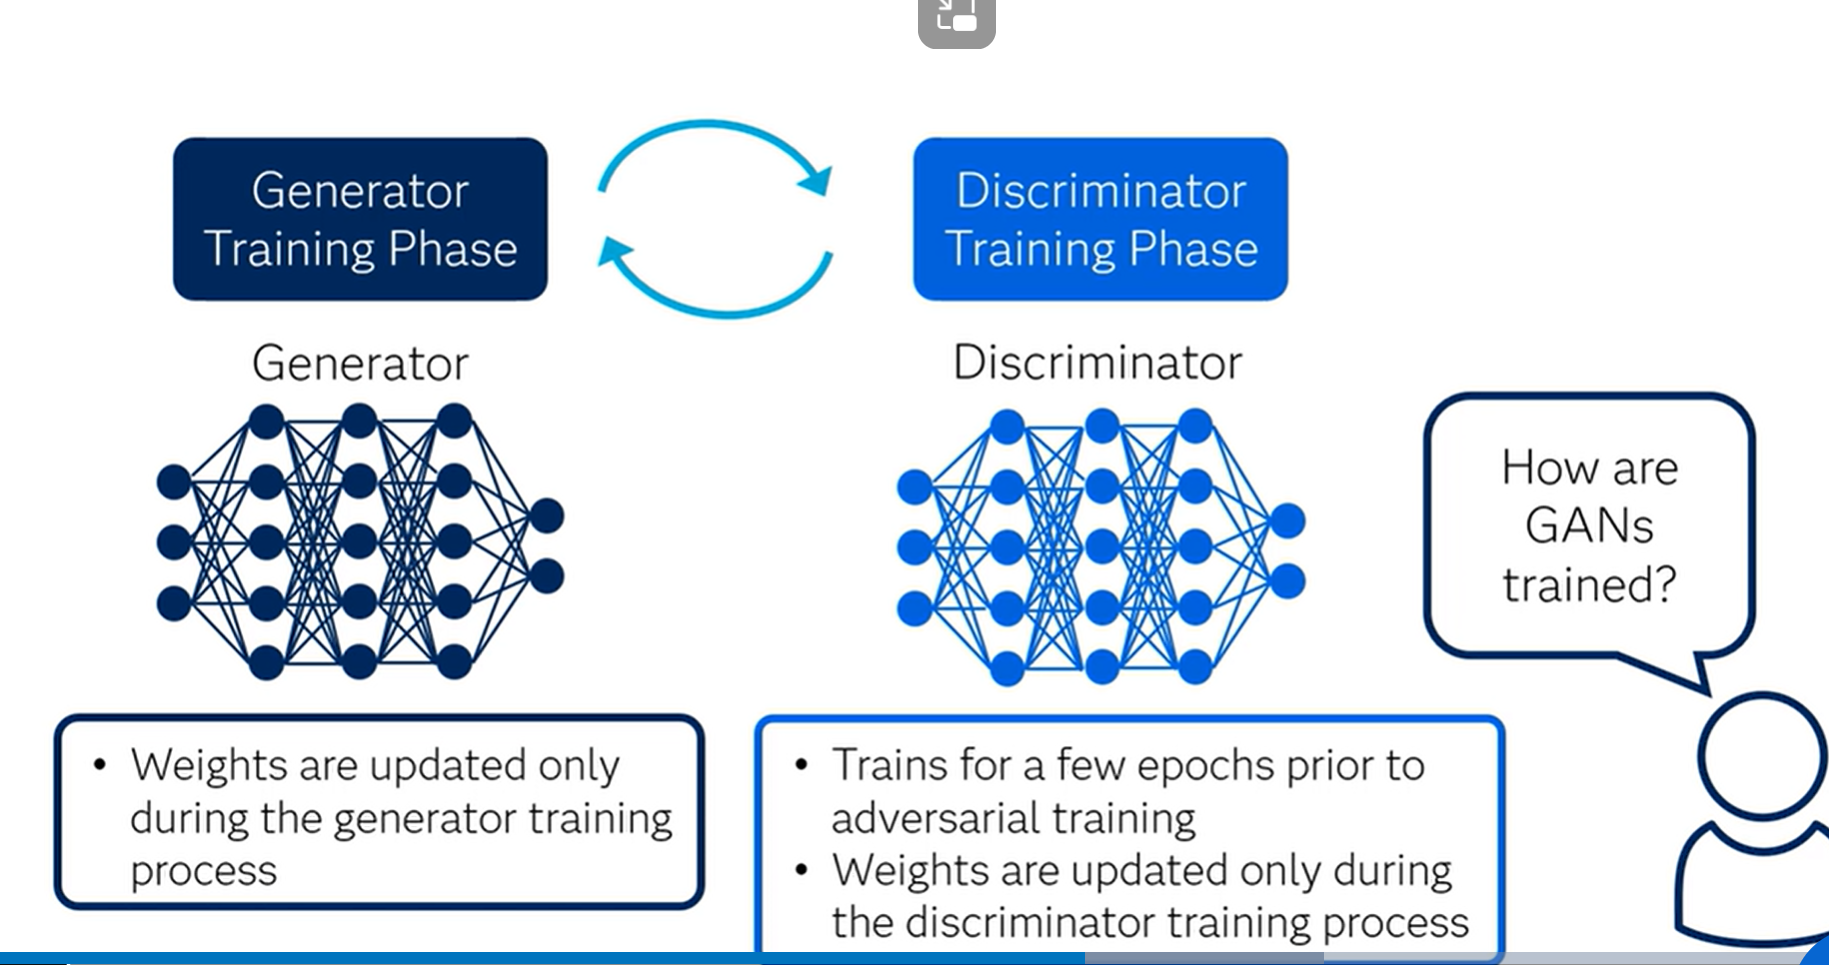 Generator
Training Phase
Discriminator
Training Phase
Generator
Discriminator
How are
GANs
trained?
• Weights are updated only
during the generator training
process
• Trains for a few epochs prior to
adversarial training
• Weights are updated only during
the discriminator training process